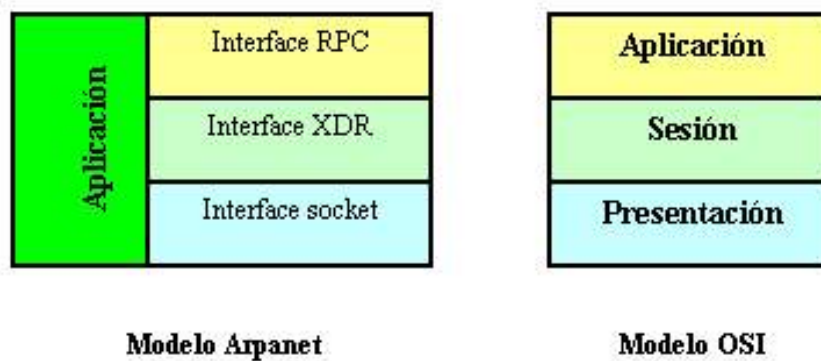 Aplicación
Interface RPC
Interface XDR
Interface socket
Modelo Arpanet
Aplicación
Sesión
Presentación
Modelo OSI